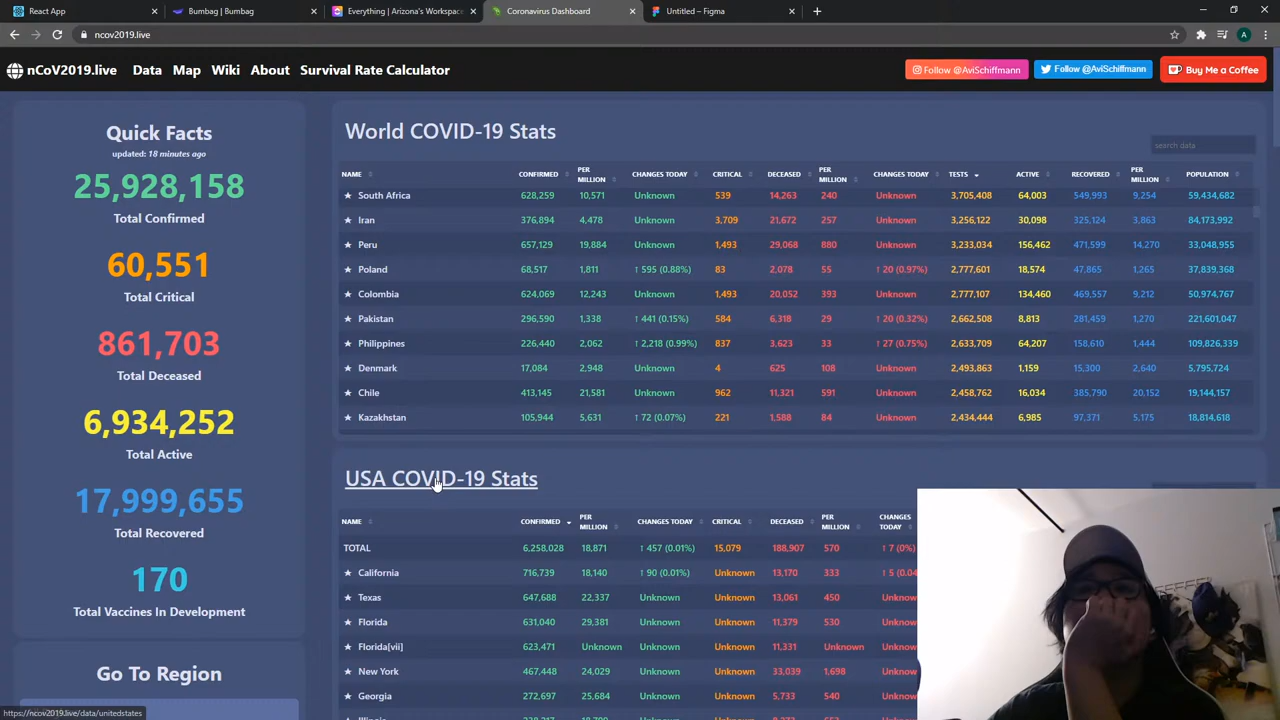 React App
Bumbag | Bumbag
Everything | Arizona's Workspac
Coronavirus Dashboard
Untitled – Figma
ncov2019.live
A
nCoV2019.live Data Map Wiki About Survival Rate Calculator
Follow @AviSchiffmann
Follow @AviSchiffmann
Buy Me a Coffee
Quick Facts
updated: 18 minutes ago
25,928,158
Total Confirmed
60,551
Total Critical
861,703
Total Deceased
6,934,252
Total Active
17,999,655
Total Recovered
170
Total Vaccines In Development
Go To Region
World COVID-19 Stats
search data
NAME CONFIRMED PER MILLION CHANGES TODAY CRITICAL DECEASED PER MILLION CHANGES TODAY TESTS ACTIVE RECOVERED PER MILLION POPULATION
★ South Africa 628,259 10,571 Unknown 539 14,263 240 Unknown 3,705,408 64,003 549,993 9,254 59,434,682
★ Iran 376,894 4,478 Unknown 3,709 21,672 257 Unknown 3,256,122 30,098 325,124 3,863 84,173,992
★ Peru 657,129 19,884 Unknown 1,493 29,068 880 Unknown 3,233,034 156,462 471,599 14,270 33,048,955
★ Poland 68,517 1,811 ↑ 595 (0.88%) 83 2,078 55 ↑ 20 (0.97%) 2,777,601 18,574 47,865 1,265 37,839,368
★ Colombia 624,069 12,243 Unknown 1,493 20,052 393 Unknown 2,777,107 134,460 469,557 9,212 50,974,767
★ Pakistan 296,590 1,338 ↑ 441 (0.15%) 584 6,318 29 ↑ 20 (0.32%) 2,662,508 8,813 281,459 1,270 221,601,047
★ Philippines 226,440 2,062 ↑ 2,218 (0.99%) 837 3,623 33 ↑ 27 (0.75%) 2,633,709 64,207 158,610 1,444 109,826,339
★ Denmark 17,084 2,948 Unknown 4 625 108 Unknown 2,493,863 1,159 15,300 2,640 5,795,724
★ Chile 413,145 21,581 Unknown 962 11,321 591 Unknown 2,458,762 16,034 385,790 20,152 19,144,157
★ Kazakhstan 105,944 5,631 ↑ 72 (0.07%) 221 1,588 84 Unknown 2,434,444 6,985 97,371 5,175 18,814,618
USA COVID-19 Stats
NAME CONFIRMED PER MILLION CHANGES TODAY CRITICAL DECEASED PER MILLION CHANGES TODAY
TOTAL 6,258,028 18,871 ↑ 457 (0.01%) 15,079 188,907 570 ↑ 7 (0%)
★ California 716,739 18,140 ↑ 90 (0.01%) Unknown 13,170 333 ↑ 5 (0.04
★ Texas 647,688 22,337 Unknown Unknown 13,061 450 Unknow
★ Florida 631,040 29,381 Unknown Unknown 11,379 530 Unknow
★ Florida[vii] 623,471 Unknown Unknown Unknown 11,331 Unknown Unknow
★ New York 467,448 24,029 Unknown Unknown 33,039 1,698 Unknow
★ Georgia 272,697 25,684 Unknown Unknown 5,733 540 Unknow
https://ncov2019.live/data/unitedstates